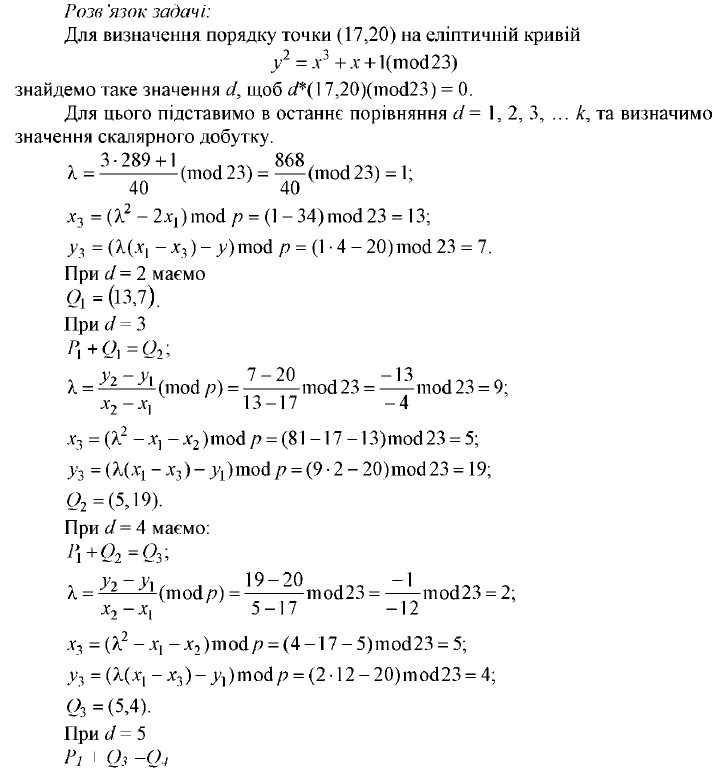 Розв'язок задачі:
Для визначення порядку точки (17,20) на еліптичній кривій
y² = x³ + x + 1(mod 23)
знайдемо таке значення d, щоб d*(17,20)(mod23) = 0.
Для цього підставимо в останнє порівняння d = 1, 2, 3, … k, та визначимо
значення скалярного добутку.
λ = (3·289 + 1)/40 (mod 23) = 868/40 (mod 23) = 1;
x₃ = (λ² − 2x₁) mod p = (1 − 34) mod 23 = 13;
y₃ = (λ(x₁ − x₃) − y) mod p = (1·4 − 20) mod 23 = 7.
При d = 2 маємо
Q₁ = (13,7).
При d = 3
P₁ + Q₁ = Q₂;
λ = (y₂ − y₁)/(x₂ − x₁) (mod p) = (7 − 20)/(13 − 17) mod 23 = (−13)/(−4) mod 23 = 9;
x₃ = (λ² − x₁ − x₂) mod p = (81 − 17 − 13) mod 23 = 5;
y₃ = (λ(x₁ − x₃) − y₁) mod p = (9·2 − 20) mod 23 = 19;
Q₂ = (5,19).
При d = 4 маємо:
P₁+Q₂ = Q₃;
λ = (y₂ − y₁)/(x₂ − x₁) (mod p) = (19 − 20)/(5 − 17) mod 23 = (−1)/(−12) mod 23 = 2;
x₃ = (λ² − x₁ − x₂) mod p = (4 − 17 − 5) mod 23 = 5;
y₃ = (λ(x₁ − x₃) − y₁) mod p = (2·12 − 20) mod 23 = 4;
Q₃ = (5,4).
При d = 5
P₁ + Q₃ = Q₄